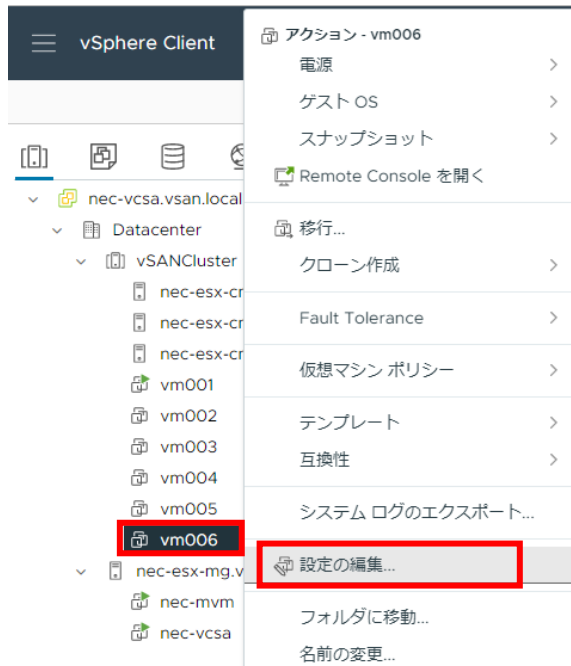 vSphere Client
nec-vcsa.vsan.local
Datacenter
vSANCluster
nec-esx-cr
nec-esx-cr
nec-esx-cr
vm001
vm002
vm003
vm004
vm005
vm006
nec-esx-mg.v
nec-mvm
nec-vcsa
アクション - vm006
電源
ゲスト OS
スナップショット
Remote Console を開く
移行...
クローン作成
Fault Tolerance
仮想マシン ポリシー
テンプレート
互換性
システム ログのエクスポート...
設定の編集...
フォルダに移動...
名前の変更...